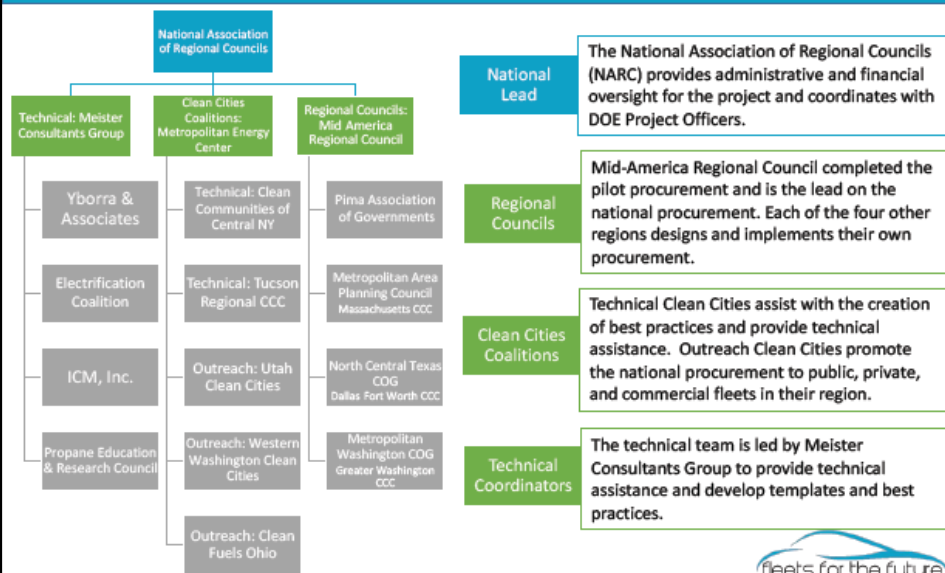 National Association
of Regional Councils
Technical: Meister
Consultants Group
Clean Cities
Coalitions:
Metropolitan Energy
Center
Regional Councils:
Mid America
Regional Council
Yborra &
Associates
Electrification
Coalition
ICM, Inc.
Propane Education
& Research Council
Technical: Clean
Communities of
Central NY
Technical: Tucson
Regional CCC
Outreach: Utah
Clean Cities
Outreach: Western
Washington Clean
Cities
Outreach: Clean
Fuels Ohio
Pima Association
of Governments
Metropolitan Area
Planning Council
Massachusetts CCC
North Central Texas
COG
Dallas Fort Worth CCC
Metropolitan
Washington COG
Greater Washington
CCC
National
Lead
The National Association of Regional Councils
(NARC) provides administrative and financial
oversight for the project and coordinates with
DOE Project Officers.
Regional
Councils
Mid-America Regional Council completed the
pilot procurement and is the lead on the
national procurement. Each of the four other
regions designs and implements their own
procurement.
Clean Cities
Coalitions
Technical Clean Cities assist with the creation
of best practices and provide technical
assistance. Outreach Clean Cities promote
the national procurement to public, private,
and commercial fleets in their region.
Technical
Coordinators
The technical team is led by Meister
Consultants Group to provide technical
assistance and develop templates and best
practices.
fleets for the future